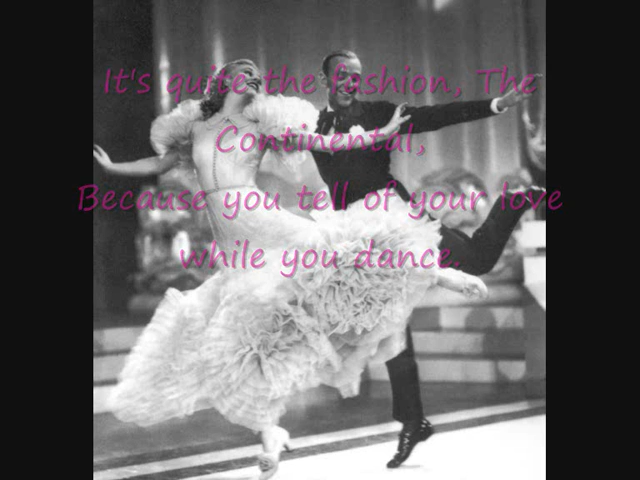 It's quite the fashion, The
Continental,
Because you tell of your love
while you dance.